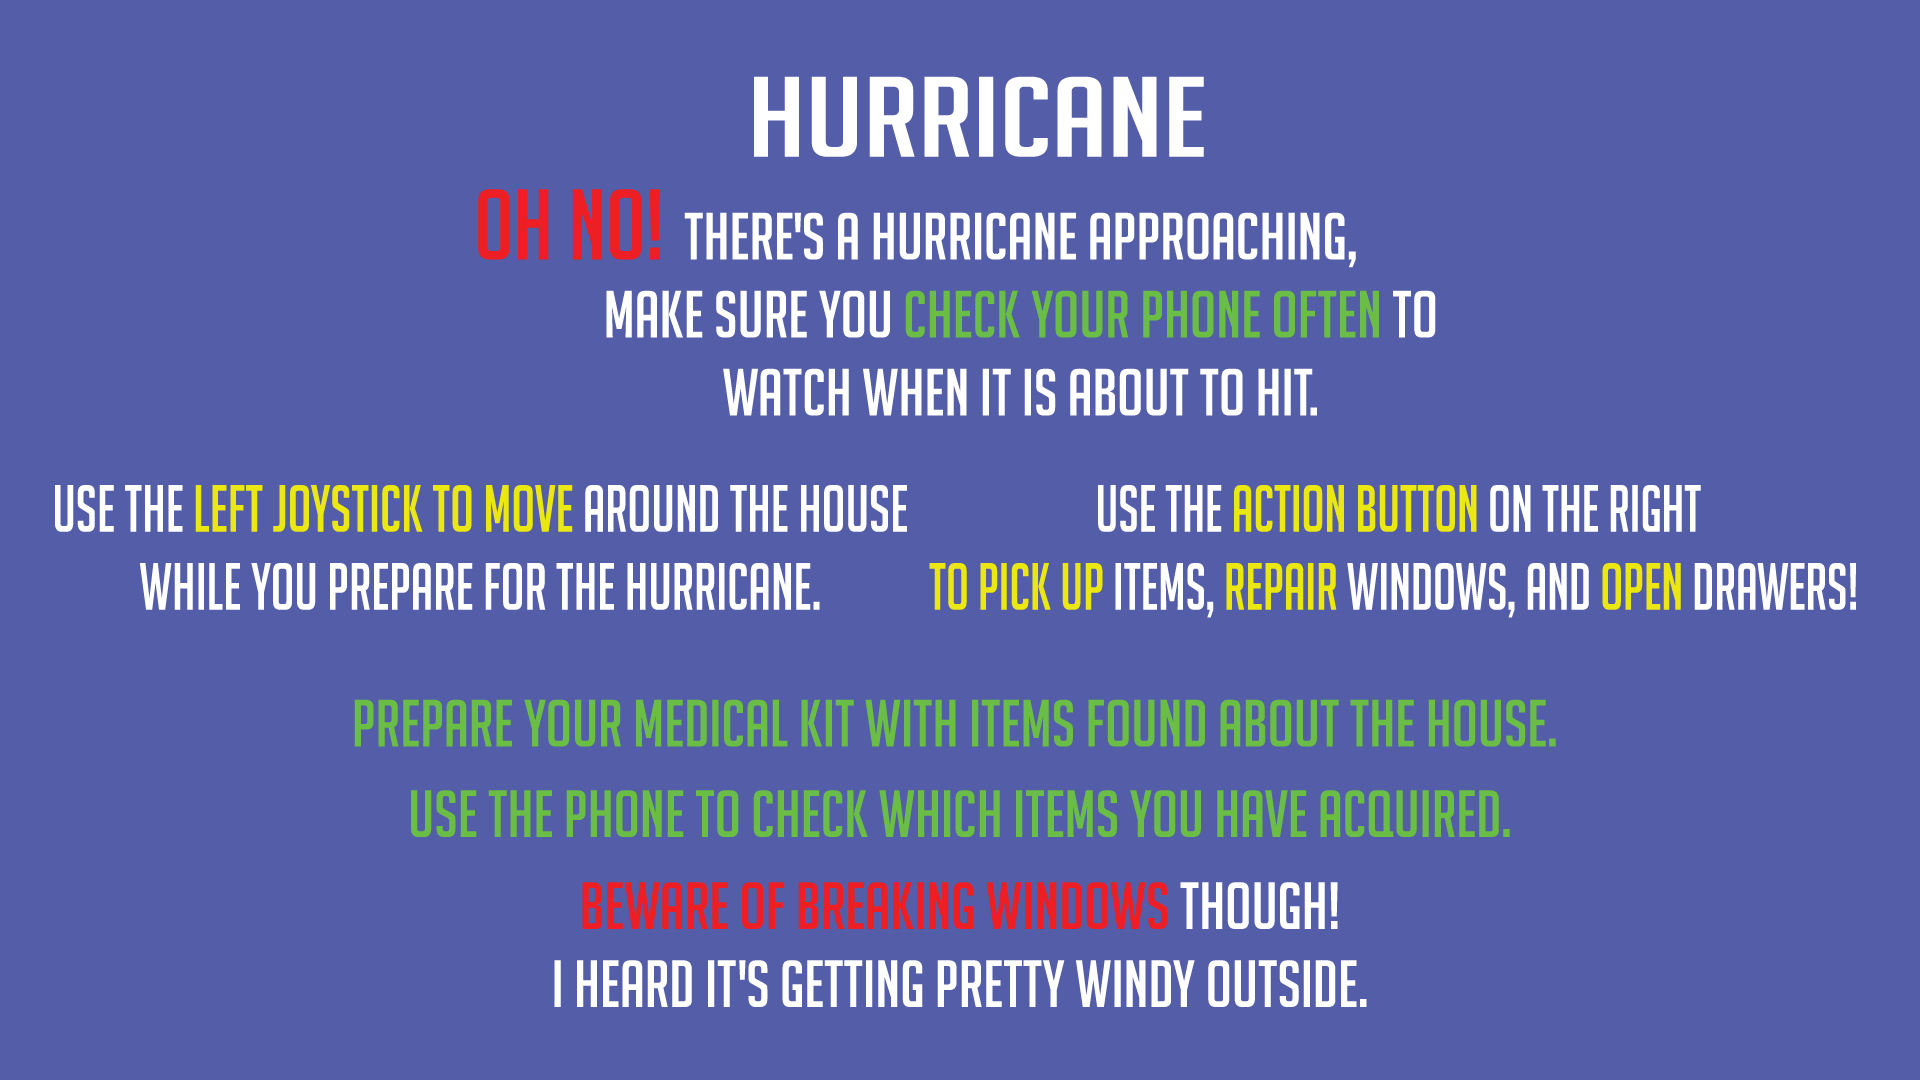 HURRICANE
OH NO! THERE'S A HURRICANE APPROACHING,
MAKE SURE YOU CHECK YOUR PHONE OFTEN TO
WATCH WHEN IT IS ABOUT TO HIT.
USE THE LEFT JOYSTICK TO MOVE AROUND THE HOUSE
WHILE YOU PREPARE FOR THE HURRICANE.
USE THE ACTION BUTTON ON THE RIGHT
TO PICK UP ITEMS, REPAIR WINDOWS, AND OPEN DRAWERS!
PREPARE YOUR MEDICAL KIT WITH ITEMS FOUND ABOUT THE HOUSE.
USE THE PHONE TO CHECK WHICH ITEMS YOU HAVE ACQUIRED.
BEWARE OF BREAKING WINDOWS THOUGH!
I HEARD IT'S GETTING PRETTY WINDY OUTSIDE.